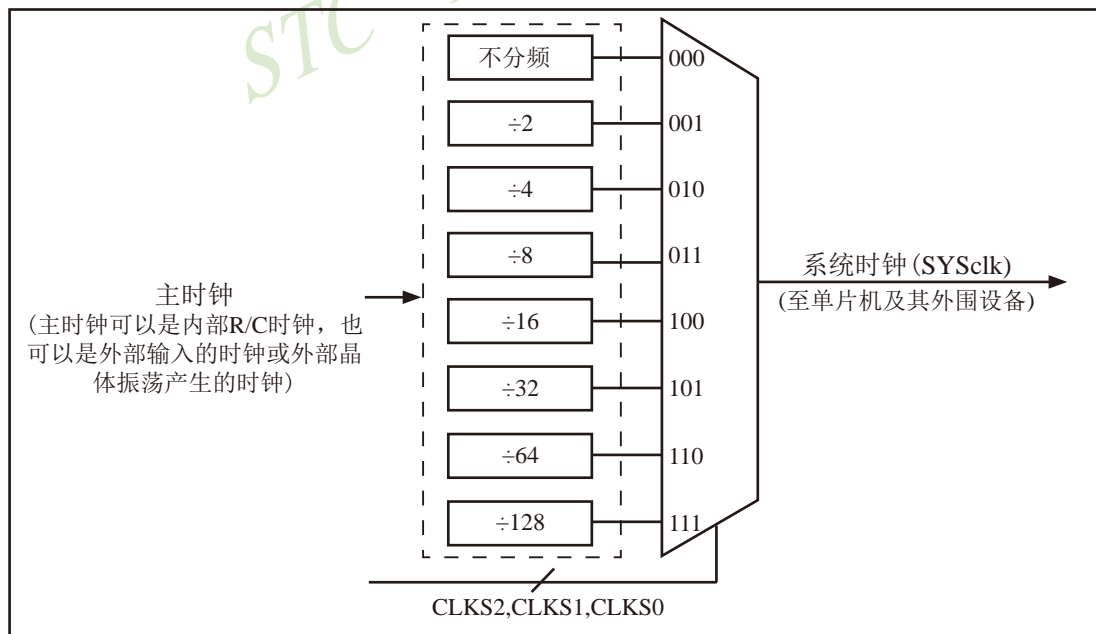 STC
不分频
000
÷2
001
÷4
010
÷8
011
÷16
100
÷32
101
÷64
110
÷128
111
主时钟
(主时钟可以是内部R/C时钟，也
可以是外部输入的时钟或外部晶
体振荡产生的时钟)
系统时钟(SYSclk)
(至单片机及其外围设备)
CLKS2,CLKS1,CLKS0